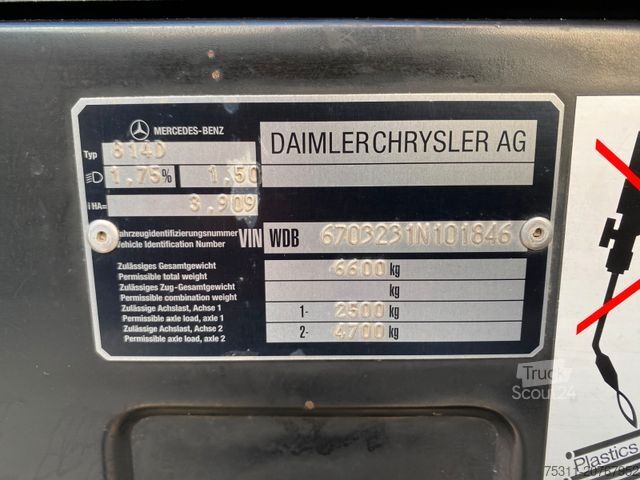 MERCEDES-BENZ
Typ 814D
DAIMLERCHRYSLER AG
1.75% 1.50
iHA= 3.909
Fahrzeugidentifizierungsnummer
Vehicle Identification Number VIN WDB 6703231N101846
Zulässiges Gesamtgewicht
Permissible total weight 6600 kg
Zulässiges Zug-Gesamtgewicht
Permissible combination weight kg
Zulässige Achslast, Achse 1
Permissible axle load, axle 1 1- 2500 kg
Zulässige Achslast, Achse 2
Permissible axle load, axle 2 2- 4700 kg
Truck
Scout24
Plastics